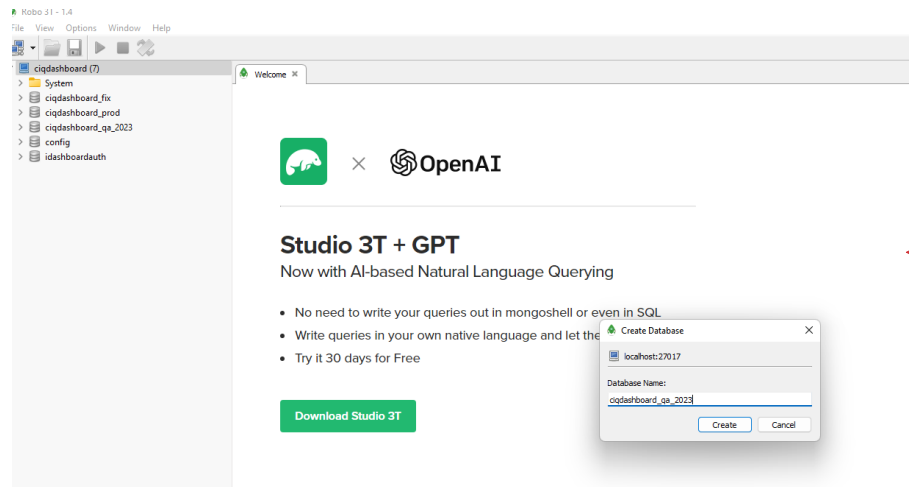 Robo 3T - 1.4
File View Options Window Help
ciqdashboard (7)
System
ciqdashboard_fix
ciqdashboard_prod
ciqdashboard_qa_2023
config
idashboardauth
Welcome
OpenAI
Studio 3T + GPT
Now with AI-based Natural Language Querying
No need to write your queries out in mongoshell or even in SQL
Write queries in your own native language and let the
Try it 30 days for Free
Download Studio 3T
Create Database
localhost:27017
Database Name:
ciqdashboard_qa_2023
Create Cancel